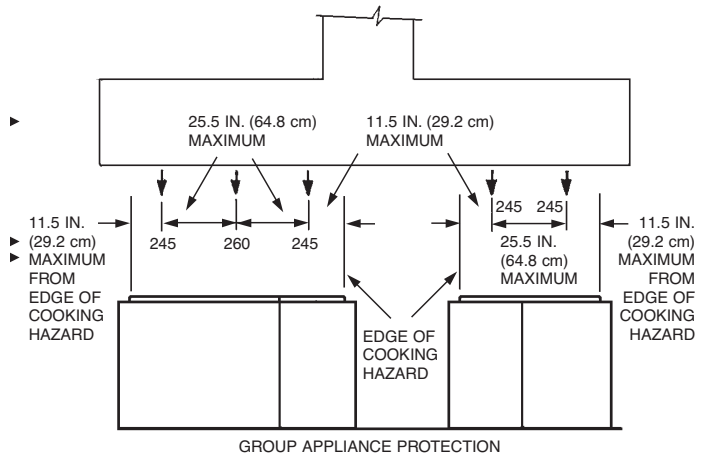 25.5 IN. (64.8 cm)
MAXIMUM
11.5 IN. (29.2 cm)
MAXIMUM
11.5 IN.
(29.2 cm)
MAXIMUM
FROM
EDGE OF
COOKING
HAZARD
245
260
245
245
245
25.5 IN.
(64.8 cm)
MAXIMUM
11.5 IN.
(29.2 cm)
MAXIMUM
FROM
EDGE OF
COOKING
HAZARD
EDGE OF
COOKING
HAZARD
GROUP APPLIANCE PROTECTION